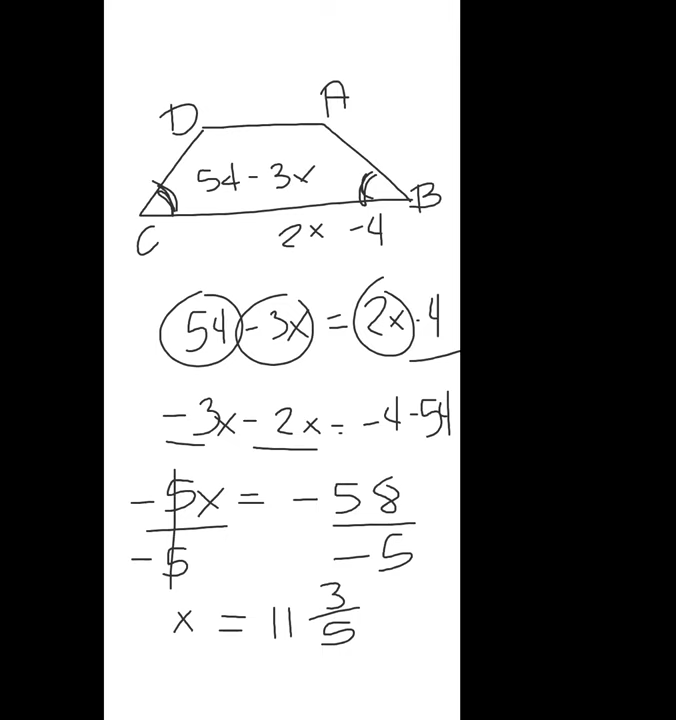 D A
54 - 3x
C B
2x - 4
54 - 3x = 2x - 4
-3x - 2x = -4 - 54
-5x = -58
-5 -5
x = 11 3/5